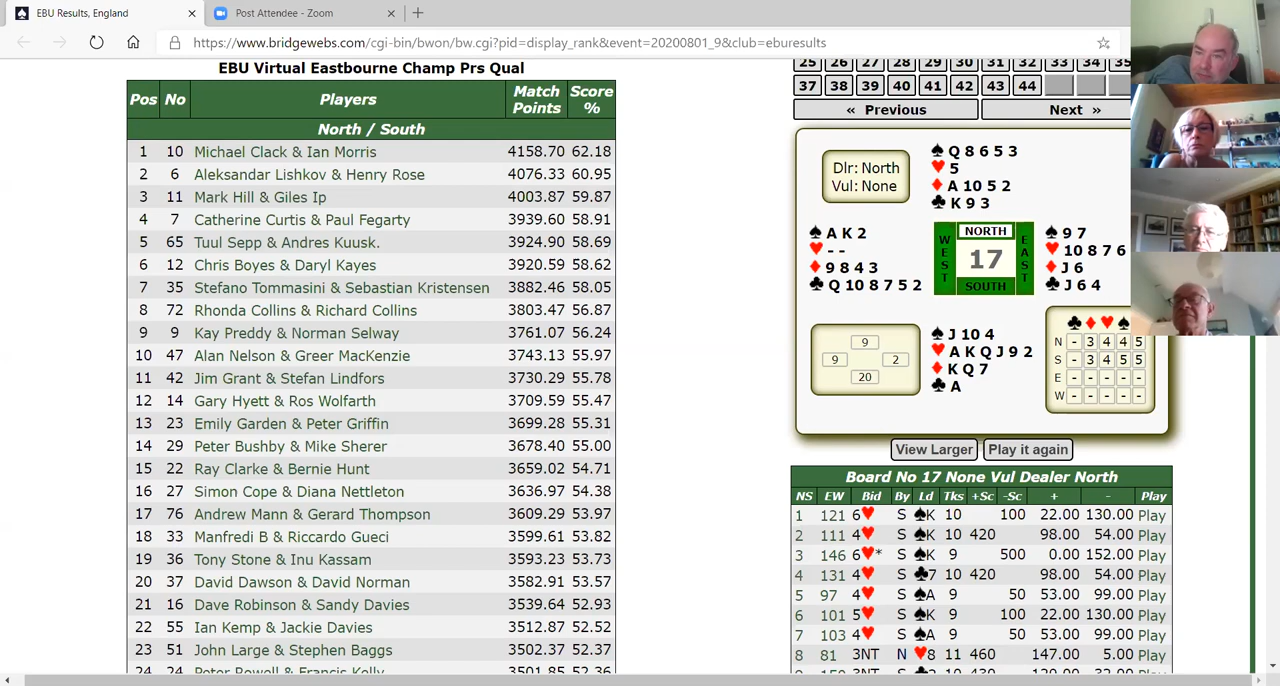 EBU Results, England
Post Attendee - Zoom
https://www.bridgewebs.com/cgi-bin/bwon/bw.cgi?pid=display_rank&event=20200801_9&club=eburesults
EBU Virtual Eastbourne Champ Prs Qual
Pos No Players Match Points Score %
North / South
1 10 Michael Clack & Ian Morris 4158.70 62.18
2 6 Aleksandar Lishkov & Henry Rose 4076.33 60.95
3 11 Mark Hill & Giles Ip 4003.87 59.87
4 7 Catherine Curtis & Paul Fegarty 3939.60 58.91
5 65 Tuul Sepp & Andres Kuusk. 3924.90 58.69
6 12 Chris Boyes & Daryl Kayes 3920.59 58.62
7 35 Stefano Tommasini & Sebastian Kristensen 3882.46 58.05
8 72 Rhonda Collins & Richard Collins 3803.47 56.87
9 9 Kay Preddy & Norman Selway 3761.07 56.24
10 47 Alan Nelson & Greer MacKenzie 3743.13 55.97
11 42 Jim Grant & Stefan Lindfors 3730.29 55.78
12 14 Gary Hyett & Ros Wolfarth 3709.59 55.47
13 23 Emily Garden & Peter Griffin 3699.28 55.31
14 29 Peter Bushby & Mike Sherer 3678.40 55.00
15 22 Ray Clarke & Bernie Hunt 3659.02 54.71
16 27 Simon Cope & Diana Nettleton 3636.97 54.38
17 76 Andrew Mann & Gerard Thompson 3609.29 53.97
18 33 Manfredi B & Riccardo Gueci 3599.61 53.82
19 36 Tony Stone & Inu Kassam 3593.23 53.73
20 37 David Dawson & David Norman 3582.91 53.57
21 16 Dave Robinson & Sandy Davies 3539.64 52.93
22 55 Ian Kemp & Jackie Davies 3512.87 52.52
23 51 John Large & Stephen Baggs 3502.37 52.37
24 54 Peter Rowell & Francis Kelly 3501.85 52.36
25 26 27 28 29 30 31 32 33 34 35
37 38 39 40 41 42 43 44
« Previous Next »
Dlr: North
Vul: None
♠ Q 8 6 5 3
♥ 5
♦ A 10 5 2
♣ K 9 3
♠ A K 2
♥ - -
♦ 9 8 4 3
♣ Q 10 8 7 5 2
NORTH
WEST 17 EAST
SOUTH
♠ 9 7
♥ 10 8 7 6
♦ J 6
♣ J 6 4
9
9 2
20
♠ J 10 4
♥ A K Q J 9 2
♦ K Q 7
♣ A
♣ ♦ ♥ ♠
N - 3 4 4 5
S - 3 4 5 5
E - - - - -
W - - - - -
View Larger Play it again
Board No 17 None Vul Dealer North
NS EW Bid By Ld Tks +Sc -Sc + - Play
1 121 6♥ S ♠K 10 100 22.00 130.00 Play
2 111 4♥ S ♠K 10 420 98.00 54.00 Play
3 146 6♥* S ♠K 9 500 0.00 152.00 Play
4 131 4♥ S ♣7 10 420 98.00 54.00 Play
5 97 4♥ S ♠A 9 50 53.00 99.00 Play
6 101 5♥ S ♠K 9 100 22.00 130.00 Play
7 103 4♥ S ♠A 9 50 53.00 99.00 Play
8 81 3NT N ♥8 11 460 147.00 5.00 Play